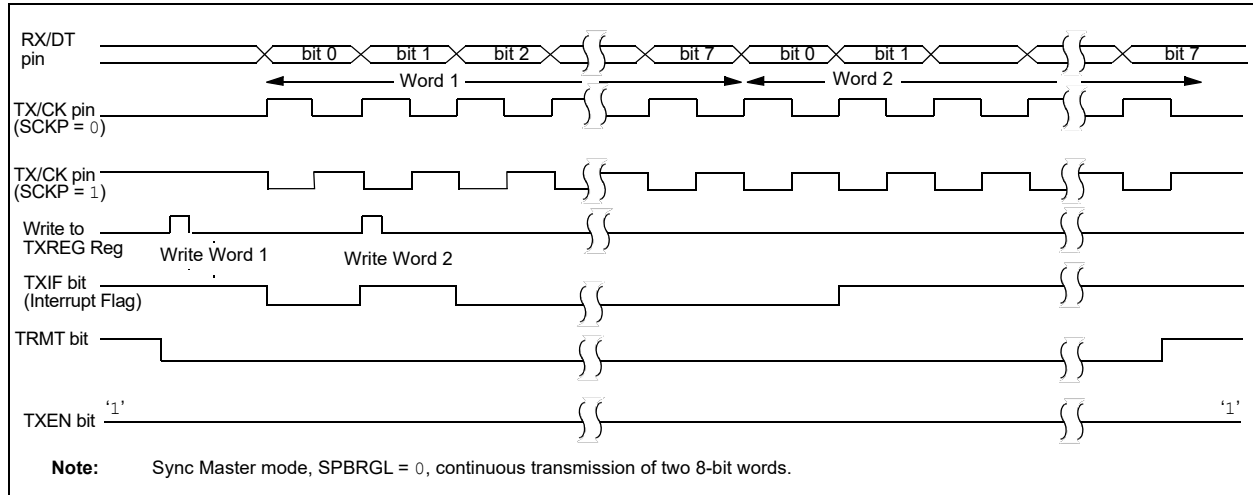 RX/DT
pin
bit 0 bit 1 bit 2 bit 7 bit 0 bit 1 bit 7
Word 1 Word 2
TX/CK pin
(SCKP = 0)
TX/CK pin
(SCKP = 1)
Write to
TXREG Reg
Write Word 1 Write Word 2
TXIF bit
(Interrupt Flag)
TRMT bit
TXEN bit ‘1’ ‘1’
Note: Sync Master mode, SPBRGL = 0, continuous transmission of two 8-bit words.